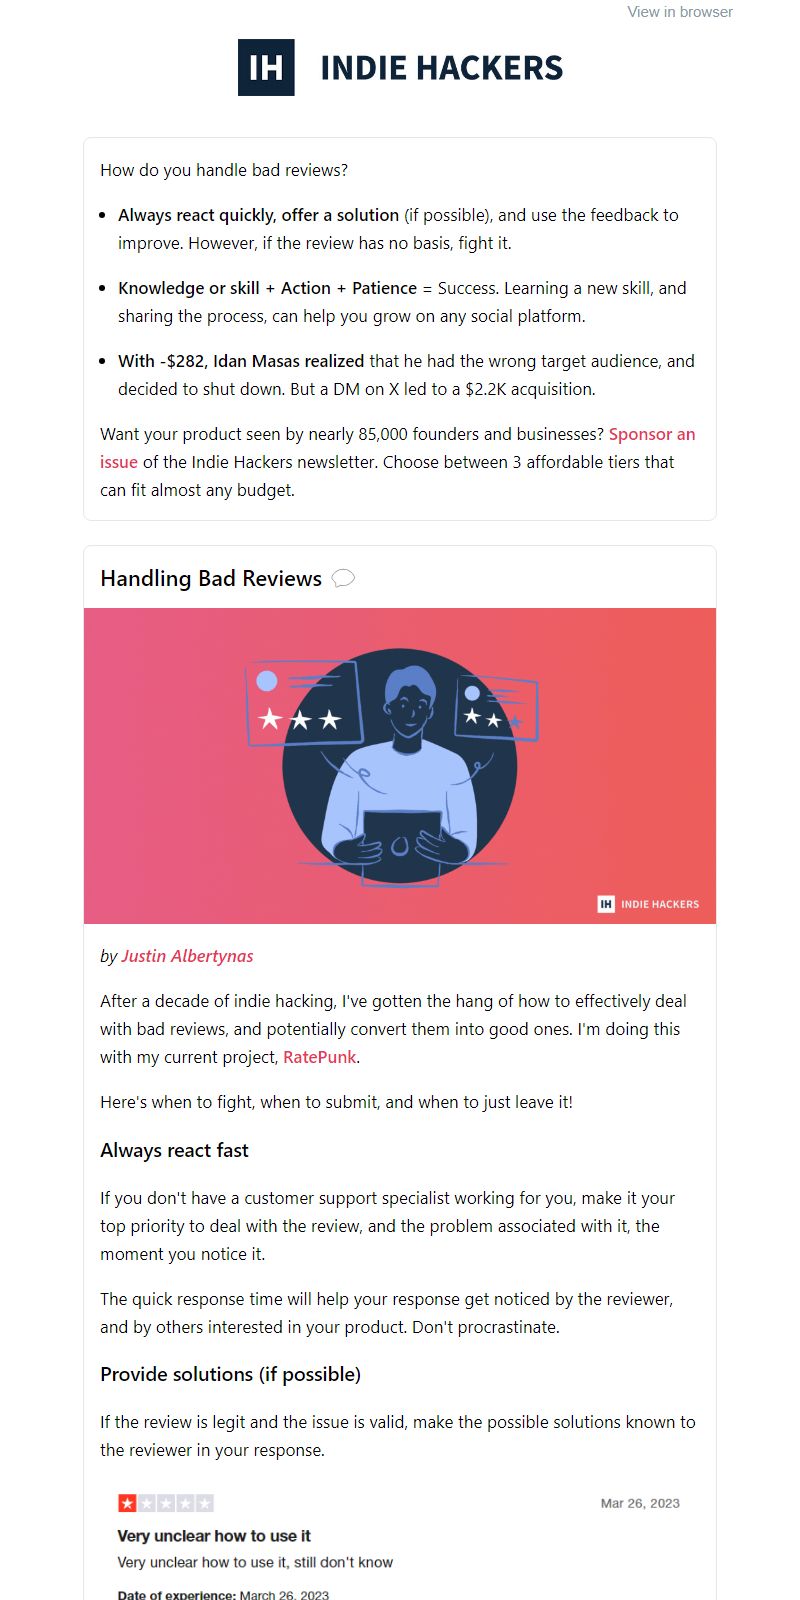 View in browser
IH INDIE HACKERS
How do you handle bad reviews?
Always react quickly, offer a solution (if possible), and use the feedback to
improve. However, if the review has no basis, fight it.
Knowledge or skill + Action + Patience = Success. Learning a new skill, and
sharing the process, can help you grow on any social platform.
With -$282, Idan Masas realized that he had the wrong target audience, and
decided to shut down. But a DM on X led to a $2.2K acquisition.
Want your product seen by nearly 85,000 founders and businesses? Sponsor an
issue of the Indie Hackers newsletter. Choose between 3 affordable tiers that
can fit almost any budget.
Handling Bad Reviews
IH INDIE HACKERS
by Justin Albertynas
After a decade of indie hacking, I've gotten the hang of how to effectively deal
with bad reviews, and potentially convert them into good ones. I'm doing this
with my current project, RatePunk.
Here's when to fight, when to submit, and when to just leave it!
Always react fast
If you don't have a customer support specialist working for you, make it your
top priority to deal with the review, and the problem associated with it, the
moment you notice it.
The quick response time will help your response get noticed by the reviewer,
and by others interested in your product. Don't procrastinate.
Provide solutions (if possible)
If the review is legit and the issue is valid, make the possible solutions known to
the reviewer in your response.
Mar 26, 2023
Very unclear how to use it
Very unclear how to use it, still don't know
Date of experience: March 26, 2023